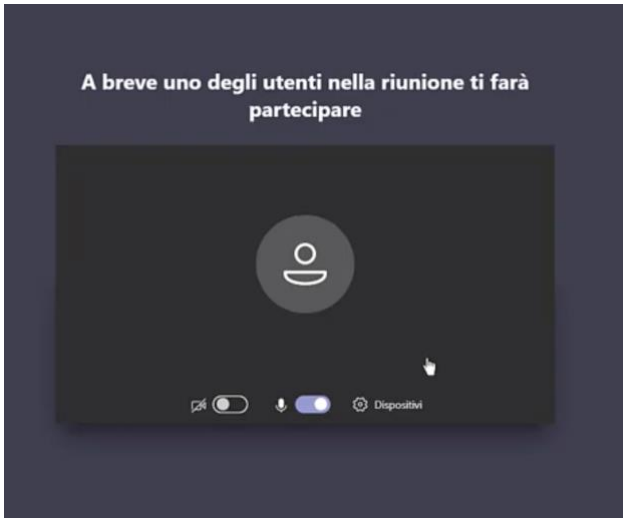 A breve uno degli utenti nella riunione ti farà
partecipare
Dispositivi